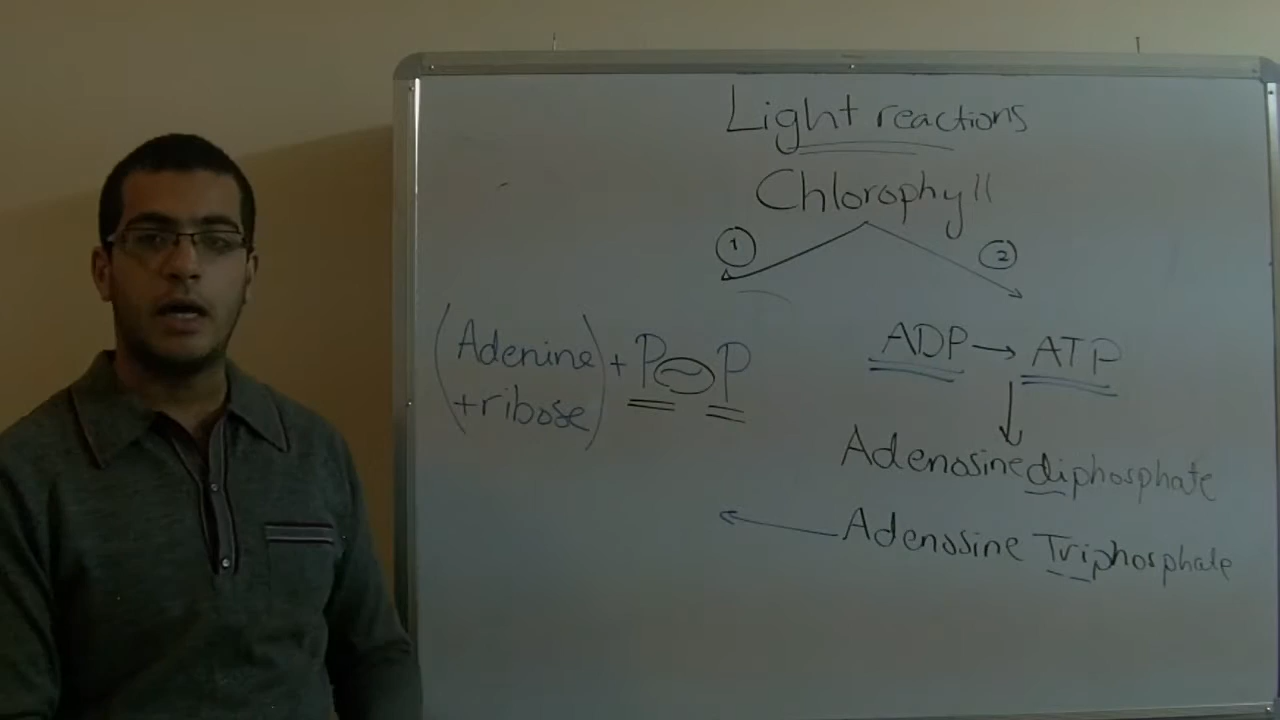 Light reactions
Chlorophyll
1
2
(Adenine
+ribose) + P~P
ADP → ATP
Adenosine diphosphate
Adenosine Triphosphate